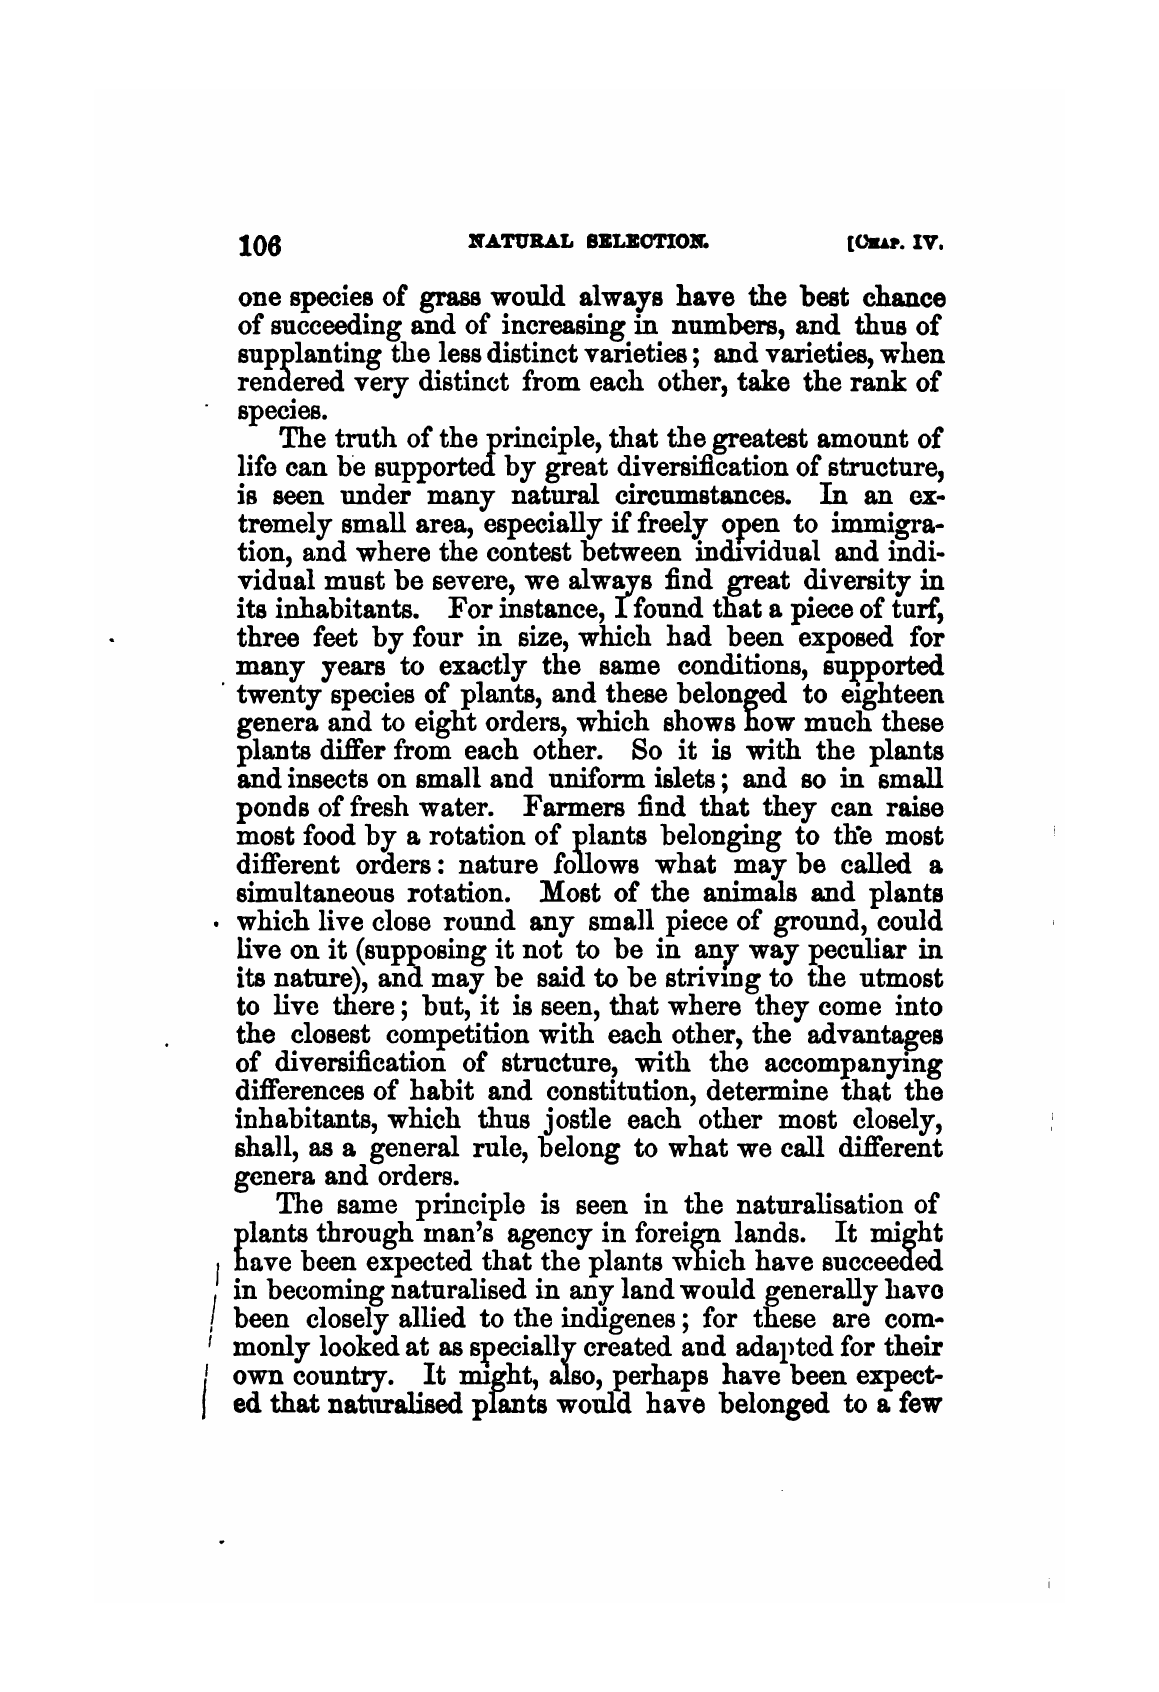 106 NATURAL SELECTION. [CHAP. IV.
one species of grass would always have the best chance
of succeeding and of increasing in numbers, and thus of
supplanting the less distinct varieties; and varieties, when
rendered very distinct from each other, take the rank of
species.
The truth of the principle, that the greatest amount of
life can be supported by great diversification of structure,
is seen under many natural circumstances. In an ex-
tremely small area, especially if freely open to immigra-
tion, and where the contest between individual and indi-
vidual must be severe, we always find great diversity in
its inhabitants. For instance, I found that a piece of turf,
three feet by four in size, which had been exposed for
many years to exactly the same conditions, supported
twenty species of plants, and these belonged to eighteen
genera and to eight orders, which shows how much these
plants differ from each other. So it is with the plants
and insects on small and uniform islets; and so in small
ponds of fresh water. Farmers find that they can raise
most food by a rotation of plants belonging to the most
different orders: nature follows what may be called a
simultaneous rotation. Most of the animals and plants
which live close round any small piece of ground, could
live on it (supposing it not to be in any way peculiar in
its nature), and may be said to be striving to the utmost
to live there; but, it is seen, that where they come into
the closest competition with each other, the advantages
of diversification of structure, with the accompanying
differences of habit and constitution, determine that the
inhabitants, which thus jostle each other most closely,
shall, as a general rule, belong to what we call different
genera and orders.
The same principle is seen in the naturalisation of
plants through man's agency in foreign lands. It might
have been expected that the plants which have succeeded
in becoming naturalised in any land would generally have
been closely allied to the indigenes; for these are com-
monly looked at as specially created and adapted for their
own country. It might, also, perhaps have been expect-
ed that naturalised plants would have belonged to a few